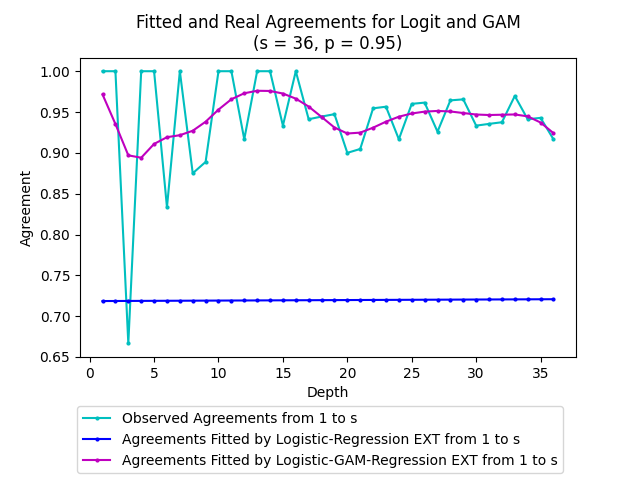 Fitted and Real Agreements for Logit and GAM
(s = 36, p = 0.95)
1.00
0.95
0.90
0.85
0.80
0.75
0.70
0.65
Agreement
0 5 10 15 20 25 30 35
Depth
Observed Agreements from 1 to s
Agreements Fitted by Logistic-Regression EXT from 1 to s
Agreements Fitted by Logistic-GAM-Regression EXT from 1 to s